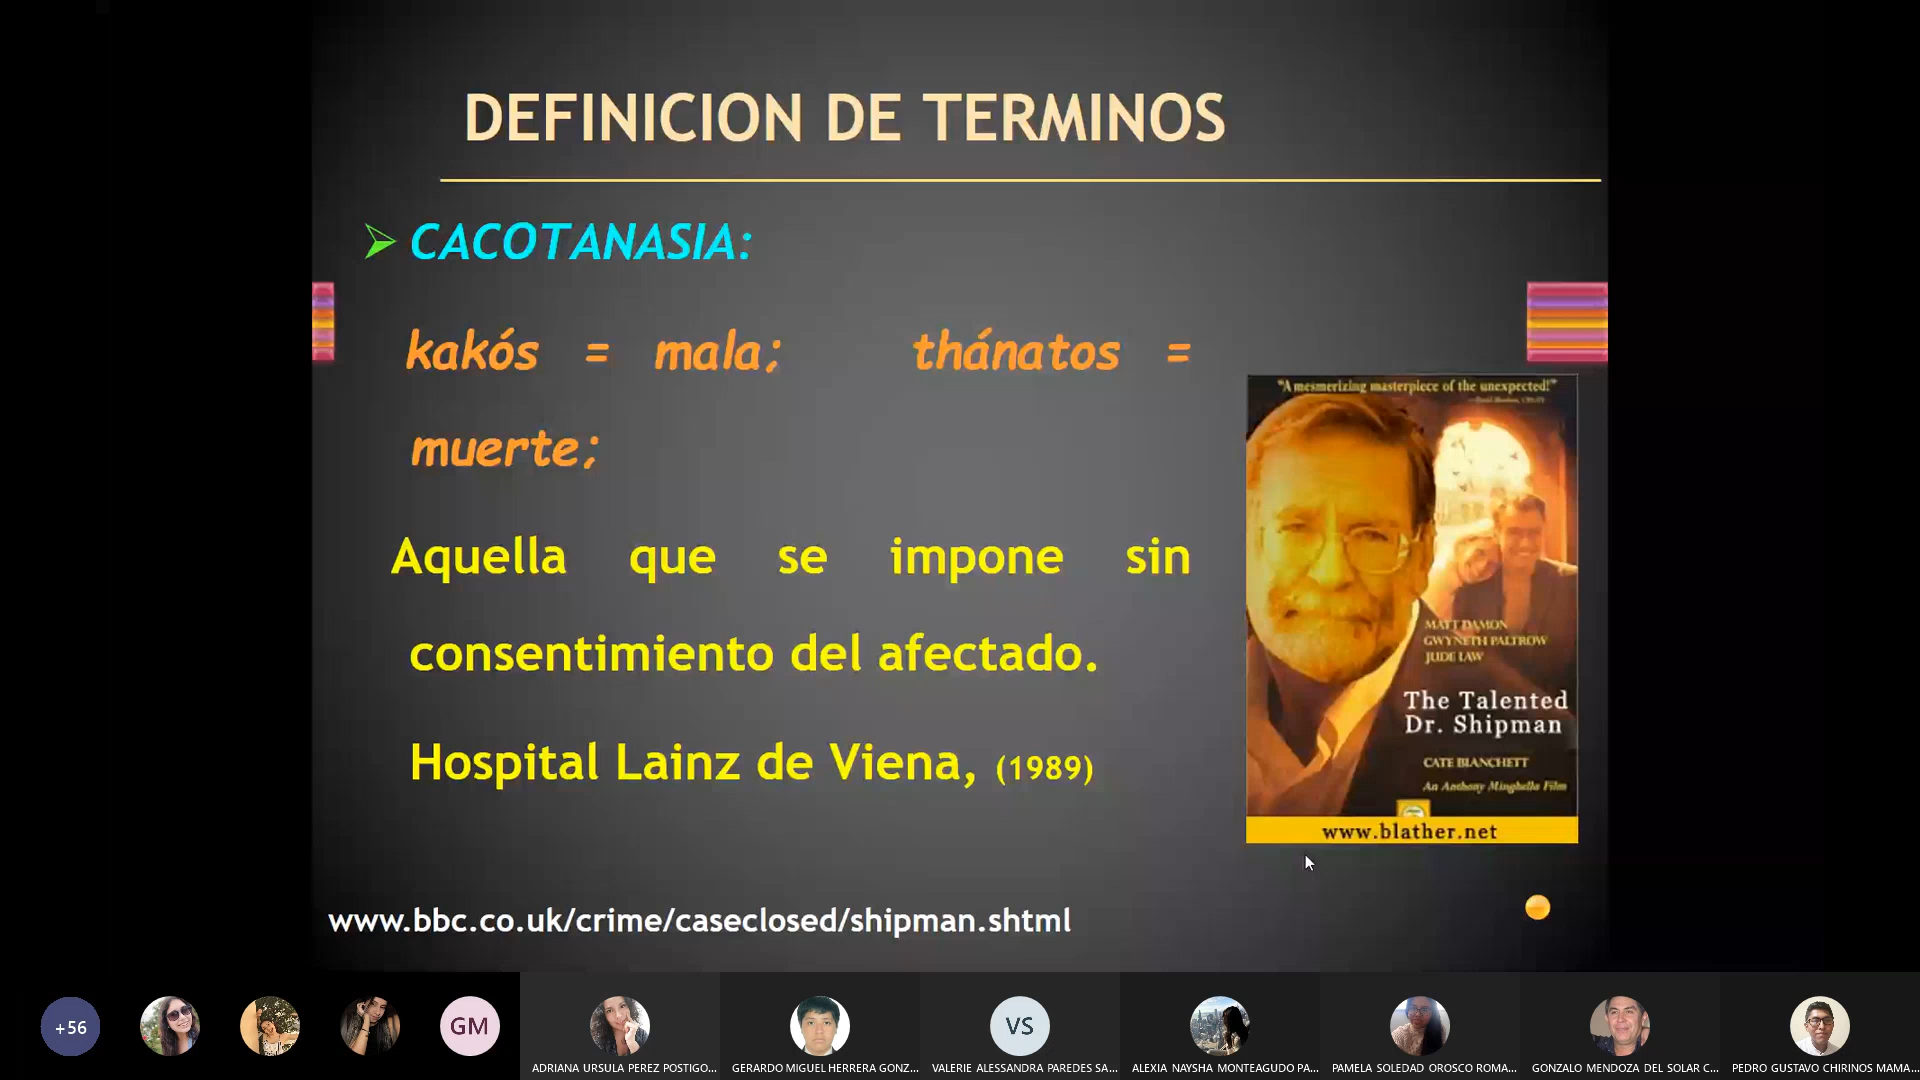 DEFINICION DE TERMINOS
CACOTANASIA:
kakós = mala; thánatos =
muerte;
Aquella que se impone sin
consentimiento del afectado.
Hospital Lainz de Viena, (1989)
www.bbc.co.uk/crime/caseclosed/shipman.shtml
"A mesmerizing masterpiece of the unexpected!"
MATT DAMON
GWYNETH PALTROW
JUDE LAW
The Talented
Dr. Shipman
CATE BLANCHETT
An Anthony Minghella Film
www.blather.net
+56
GM
VS
ADRIANA URSULA PEREZ POSTIGO...
GERARDO MIGUEL HERRERA GONZ...
VALERIE ALESSANDRA PAREDES SA...
ALEXIA NAYSHA MONTEAGUDO PA...
PAMELA SOLEDAD OROSCO ROMA...
GONZALO MENDOZA DEL SOLAR C...
PEDRO GUSTAVO CHIRINOS MAMA...